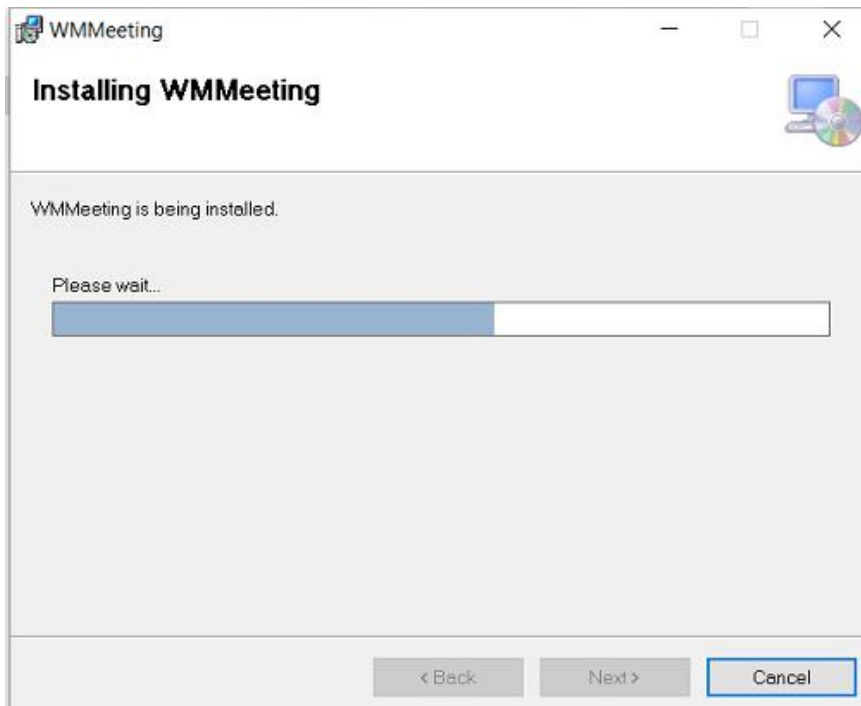 WMMeeting
Installing WMMeeting
WMMeeting is being installed.
Please wait...
< Back
Next >
Cancel